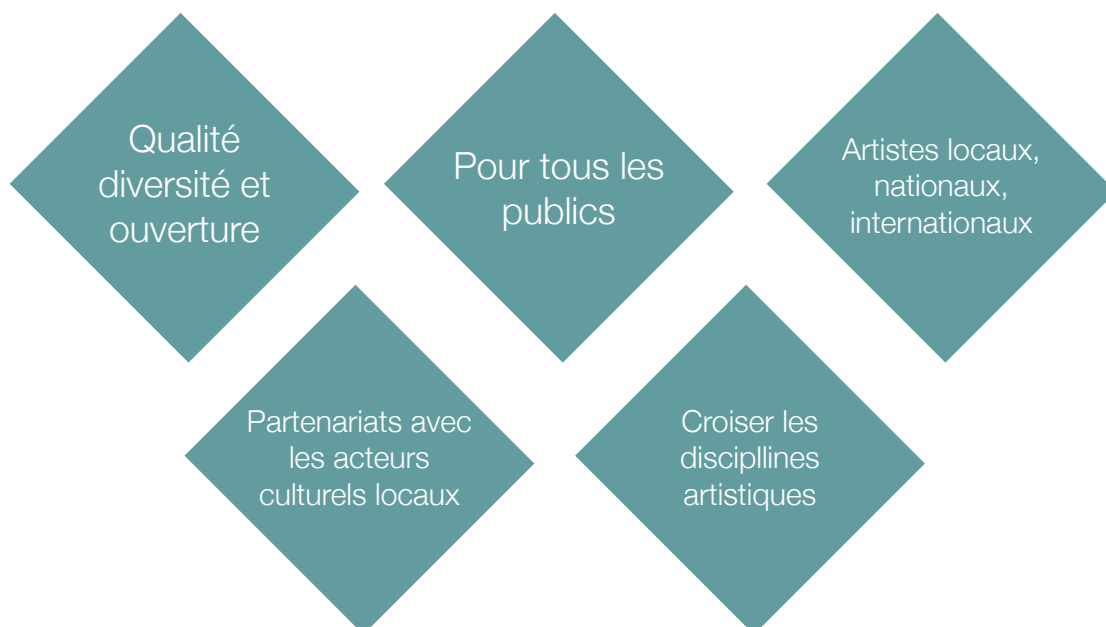 Qualité
diversité et
ouverture
Pour tous les
publics
Artistes locaux,
nationaux,
internationaux
Partenariats avec
les acteurs
culturels locaux
Croiser les
discipllines
artistiques